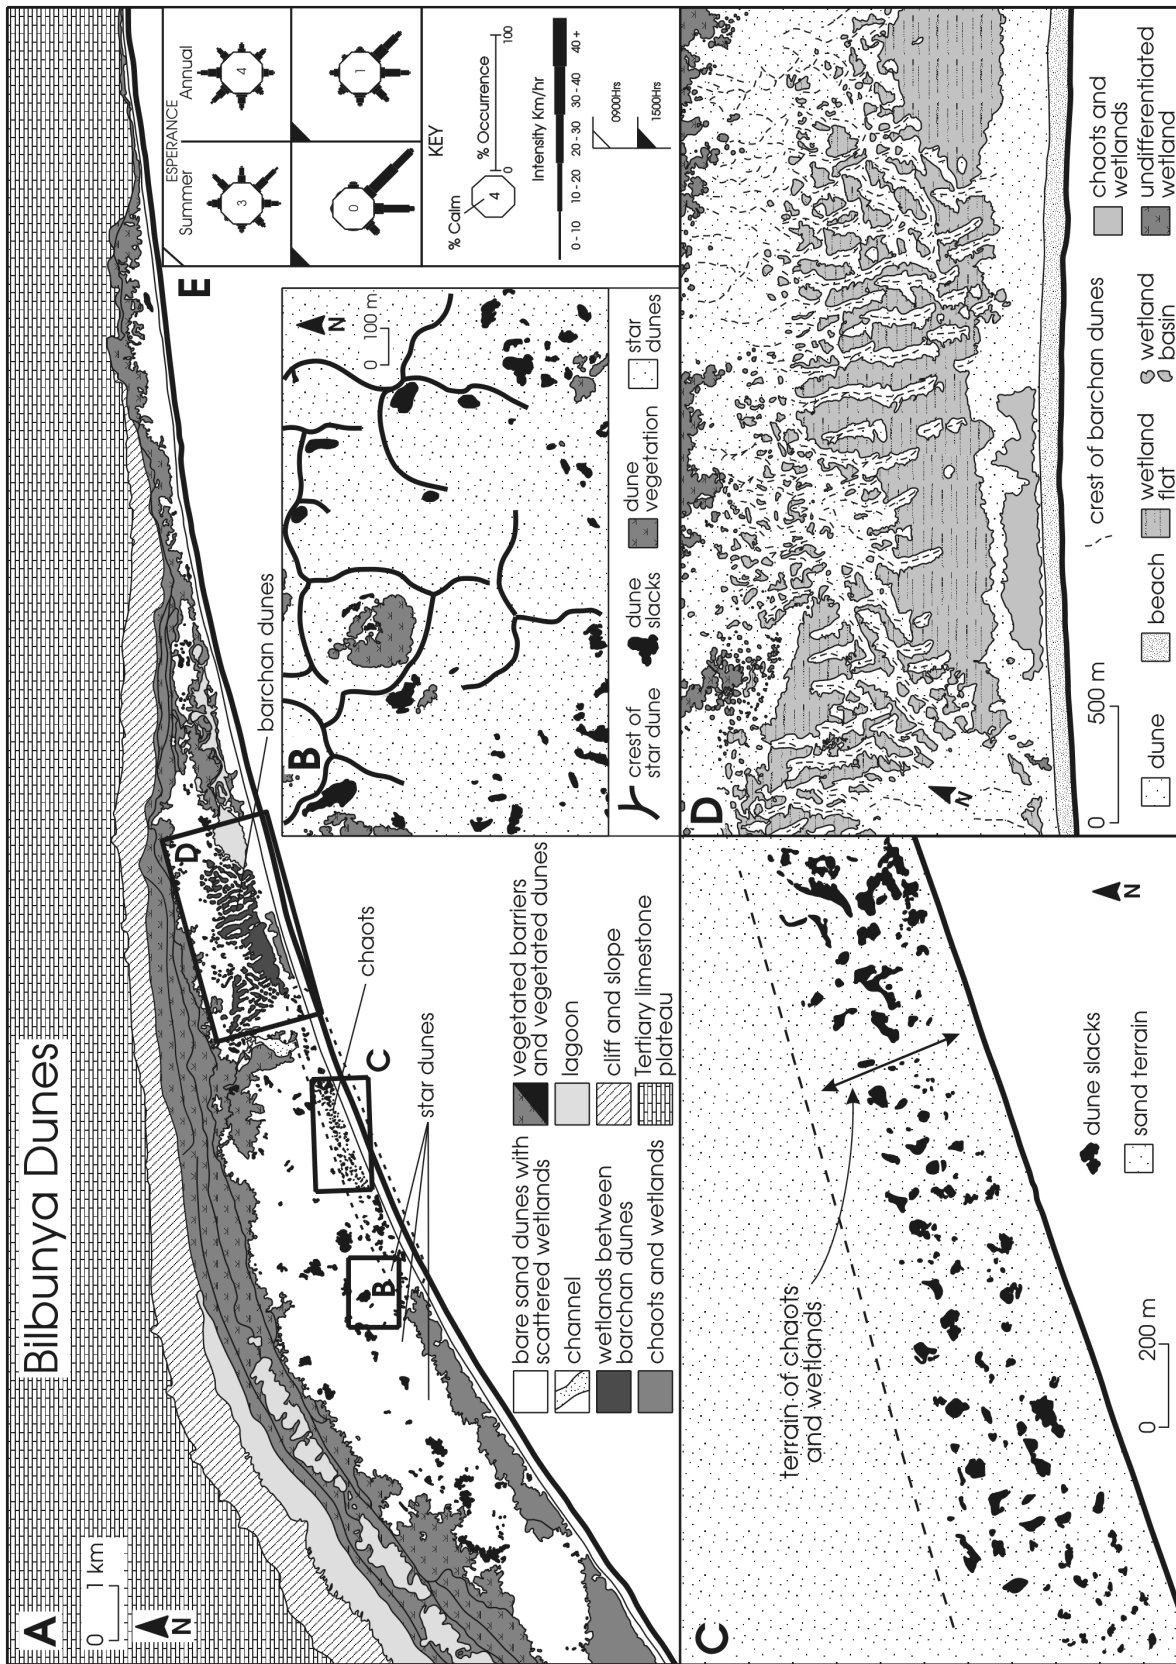 A
Bilbunya Dunes
0 1 km
N
B
C
D
barchan dunes
chaots
star dunes
bare sand dunes with
scattered wetlands
channel
wetlands between
barchan dunes
chaots and wetlands
vegetated barriers
and vegetated dunes
lagoon
cliff and slope
Tertiary limestone
plateau
E
ESPERANCE
Summer Annual
3 4
0 1
KEY
% Calm
4
% Occurrence
0 100
Intensity Km/hr
0 - 10 10 - 20 20 - 30 30 - 40 40 +
0900Hrs
1500Hrs
B
0 100 m
N
crest of
star dune
dune
slacks
dune
vegetation
star
dunes
C
terrain of chaots
and wetlands
0 200 m
dune slacks
sand terrain
N
D
N
0 500 m
dune
beach
crest of barchan dunes
wetland
flat
wetland
basin
chaots and
wetlands
undifferentiated
wetland